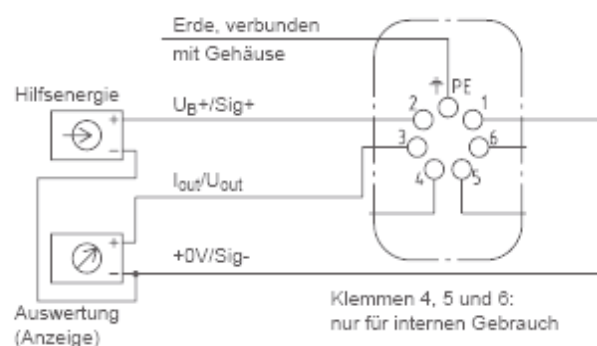 Erde, verbunden
mit Gehäuse
PE
Hilfsenergie
UB+/Sig+
2
1
+
-
3
6
4
5
Iout/Uout
+
-
+0V/Sig-
Auswertung
(Anzeige)
Klemmen 4, 5 und 6:
nur für internen Gebrauch